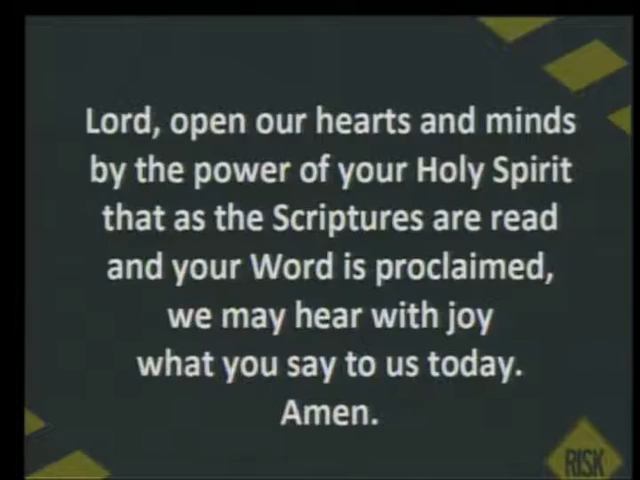 Lord, open our hearts and minds
by the power of your Holy Spirit
that as the Scriptures are read
and your Word is proclaimed,
we may hear with joy
what you say to us today.
Amen.
RISK